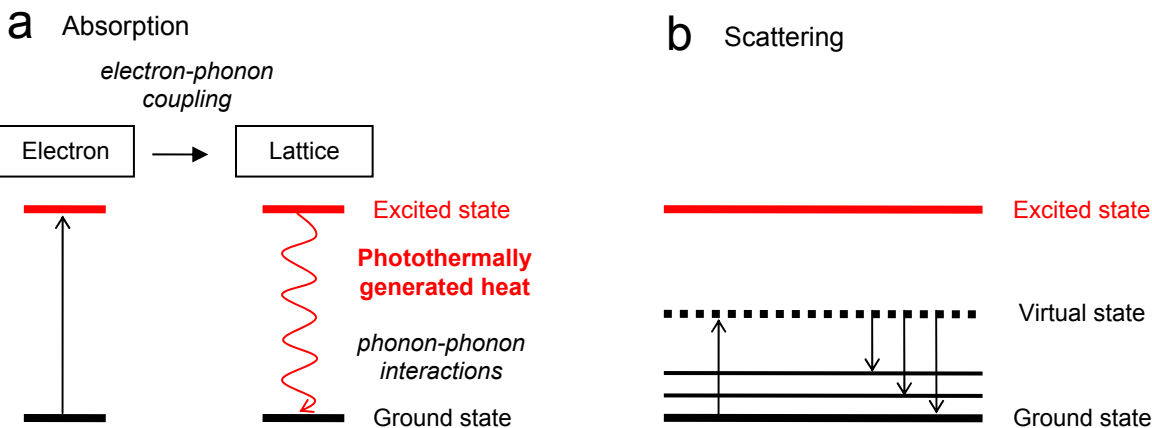 a Absorption
electron-phonon
coupling
Electron
Lattice
Excited state
Photothermally
generated heat
phonon-phonon
interactions
Ground state
b Scattering
Excited state
Virtual state
Ground state